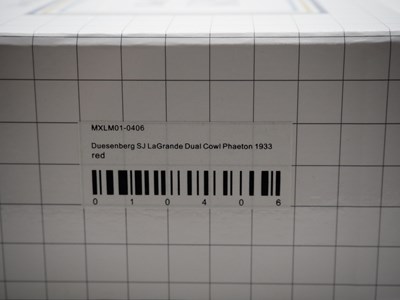 MXLM01-0406
Duesenberg SJ LaGrande Dual Cowl Phaeton 1933
red
0 1 0 4 0 6